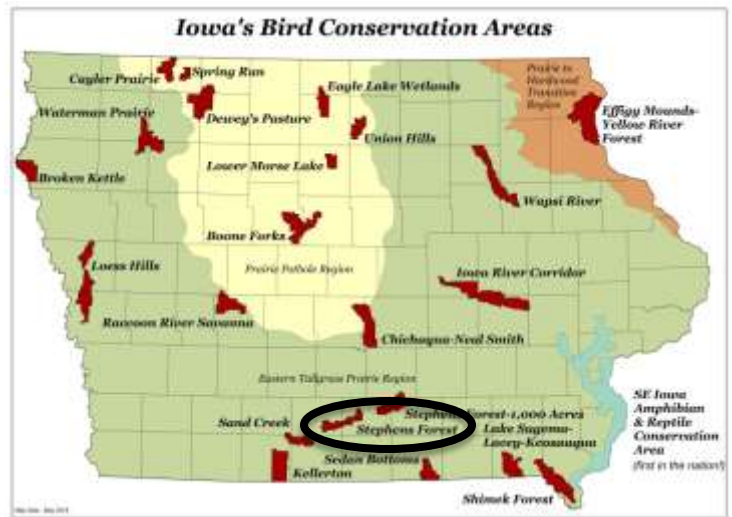 Iowa's Bird Conservation Areas
Cayler Prairie
Spring Run
Eagle Lake Wetlands
Prairie to
Hardwood
Transition
Region
Waterman Prairie
Dewey's Pasture
Effigy Mounds-
Yellow River
Forest
Union Hills
Lower Morse Lake
Broken Kettle
Wapsi River
Boone Forks
Loess Hills
Prairie Pothole Region
Iowa River Corridor
Raccoon River Savanna
Chichaqua-Neal Smith
Eastern Tallgrass Prairie Region
SE Iowa
Amphibian
& Reptile
Conservation
Area
(first in the nation!)
Stephens Forest-1,000 Acres
Sand Creek
Stephens Forest
Lake Sugema-
Lacey-Keosauqua
Sedan Bottoms
Kellerton
Shimek Forest